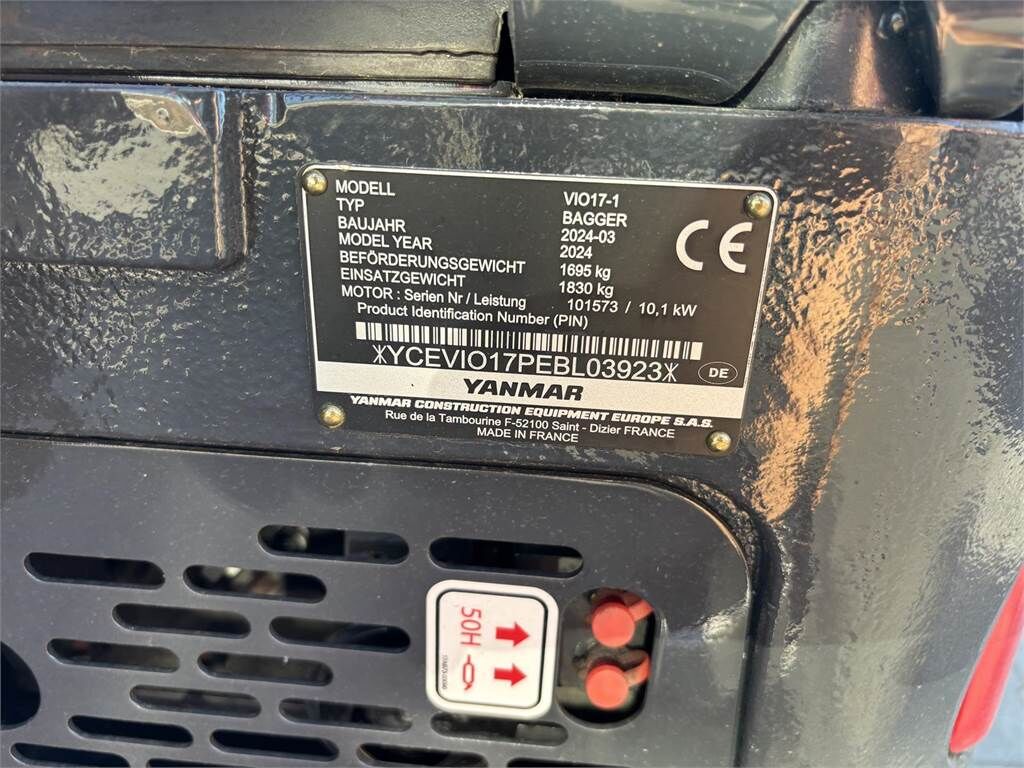 MODELL VIO17-1
TYP BAGGER
BAUJAHR 2024-03
MODEL YEAR 2024
BEFÖRDERUNGSGEWICHT 1695 kg
EINSATZGEWICHT 1830 kg
MOTOR : Serien Nr / Leistung 101573 / 10,1 kW
Product Identification Number (PIN)
CE
YCEVIO17PEBL03923
DE
YANMAR
YANMAR CONSTRUCTION EQUIPMENT EUROPE S.A.S.
Rue de la Tambourine F-52100 Saint - Dizier FRANCE
MADE IN FRANCE
50H